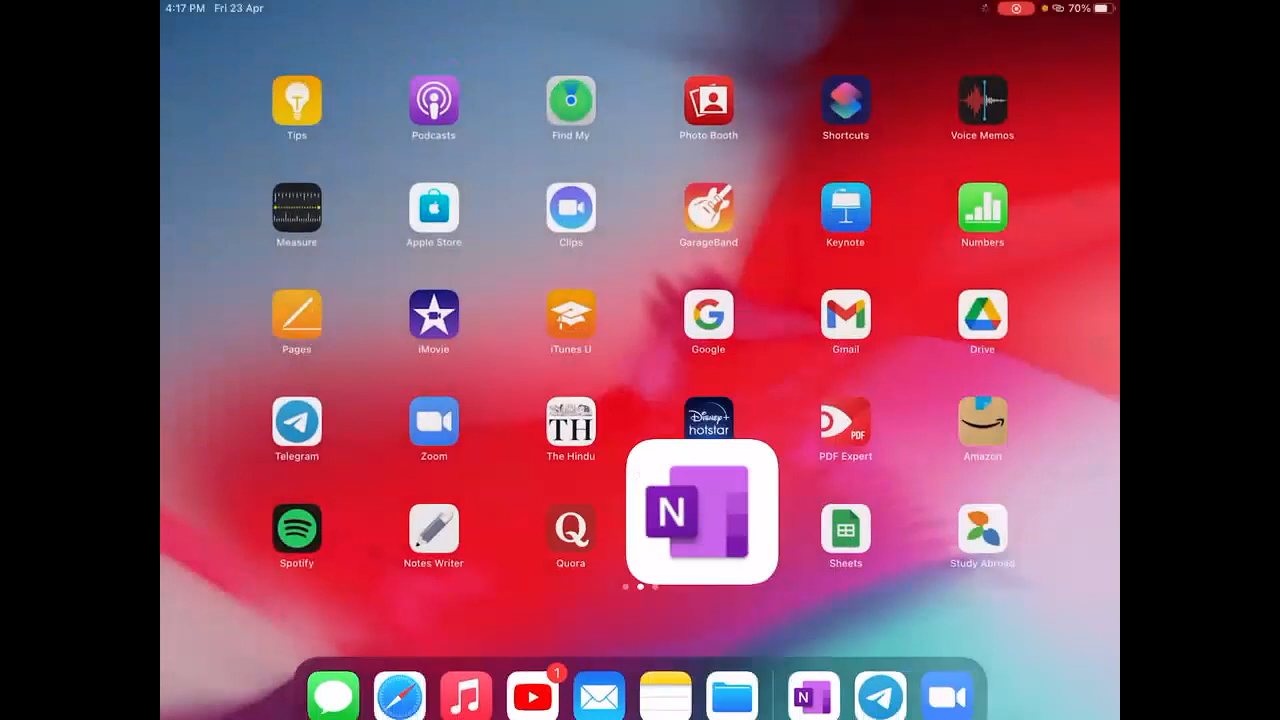 4:17 PM Fri 23 Apr 70%
Tips Podcasts Find My Photo Booth Shortcuts Voice Memos
Measure Apple Store Clips GarageBand Keynote Numbers
G
Pages iMovie iTunes U Google Gmail Drive
Disney+
hotstar
TH
PDF
Telegram Zoom The Hindu PDF Expert Amazon
N
Q
Spotify Notes Writer Quora Sheets Study Abroad
1
N